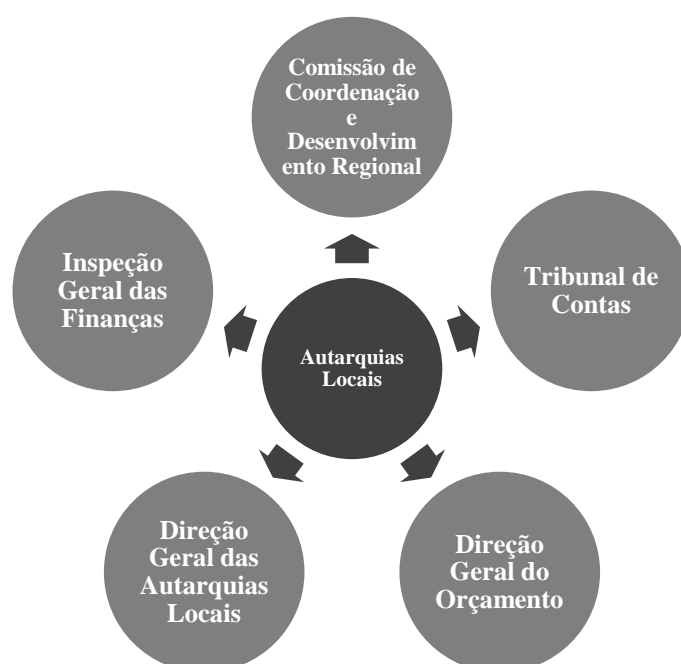 Comissão de
Coordenação
e
Desenvolvim
ento Regional
Inspeção
Geral das
Finanças
Tribunal de
Contas
Autarquias
Locais
Direção
Geral das
Autarquias
Locais
Direção
Geral do
Orçamento